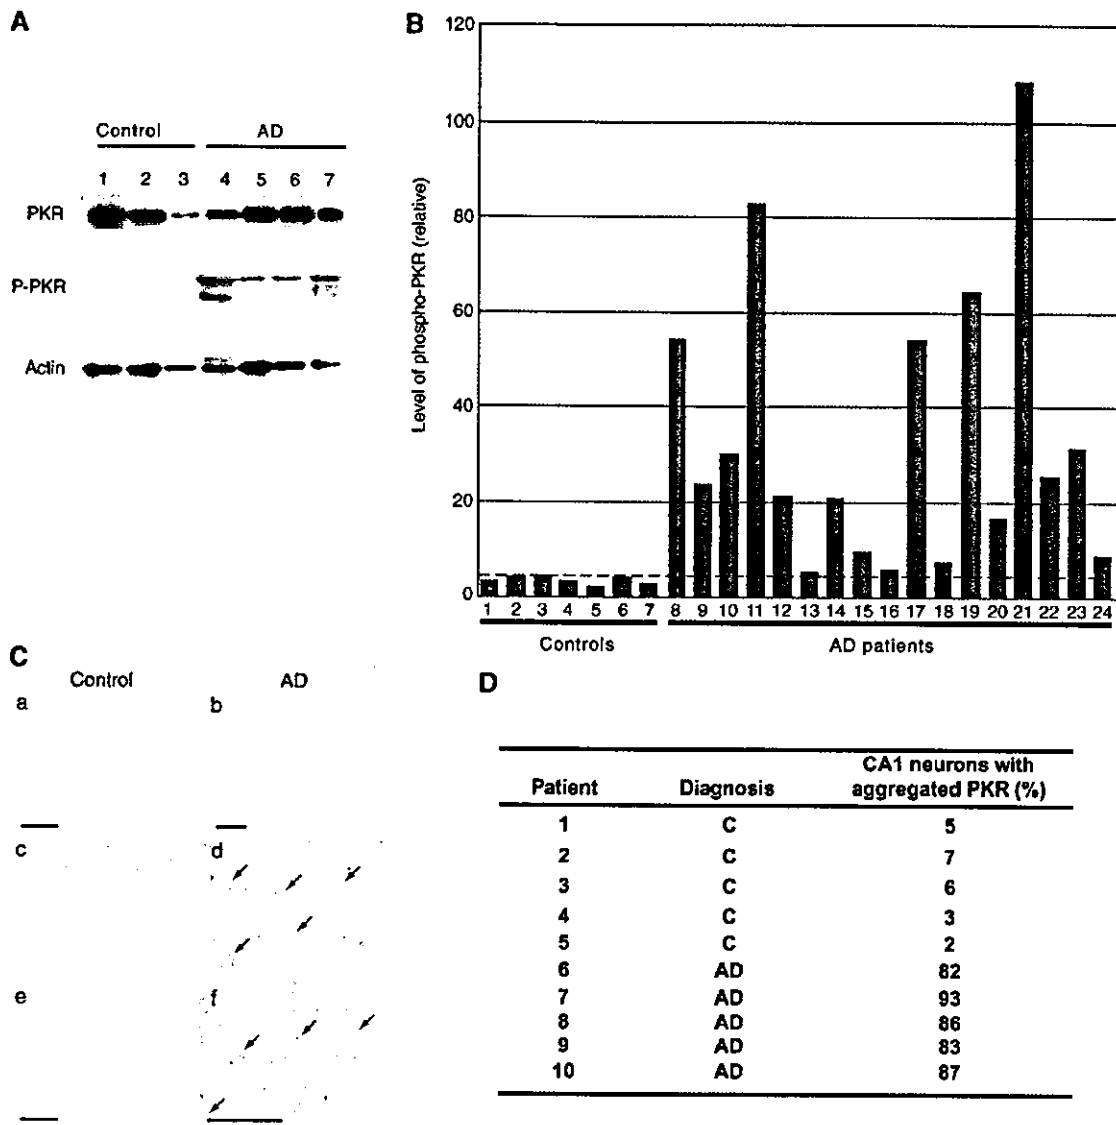 A
Control AD
1 2 3 4 5 6 7
PKR
P-PKR
Actin
B
Level of phospho-PKR (relative)
120
100
80
60
40
20
0
1 2 3 4 5 6 7 8 9 10 11 12 13 14 15 16 17 18 19 20 21 22 23 24
Controls AD patients
C
Control AD
a b
c d
e f
D
Patient Diagnosis CA1 neurons with
aggregated PKR (%)
1 C 5
2 C 7
3 C 6
4 C 3
5 C 2
6 AD 82
7 AD 93
8 AD 86
9 AD 83
10 AD 87